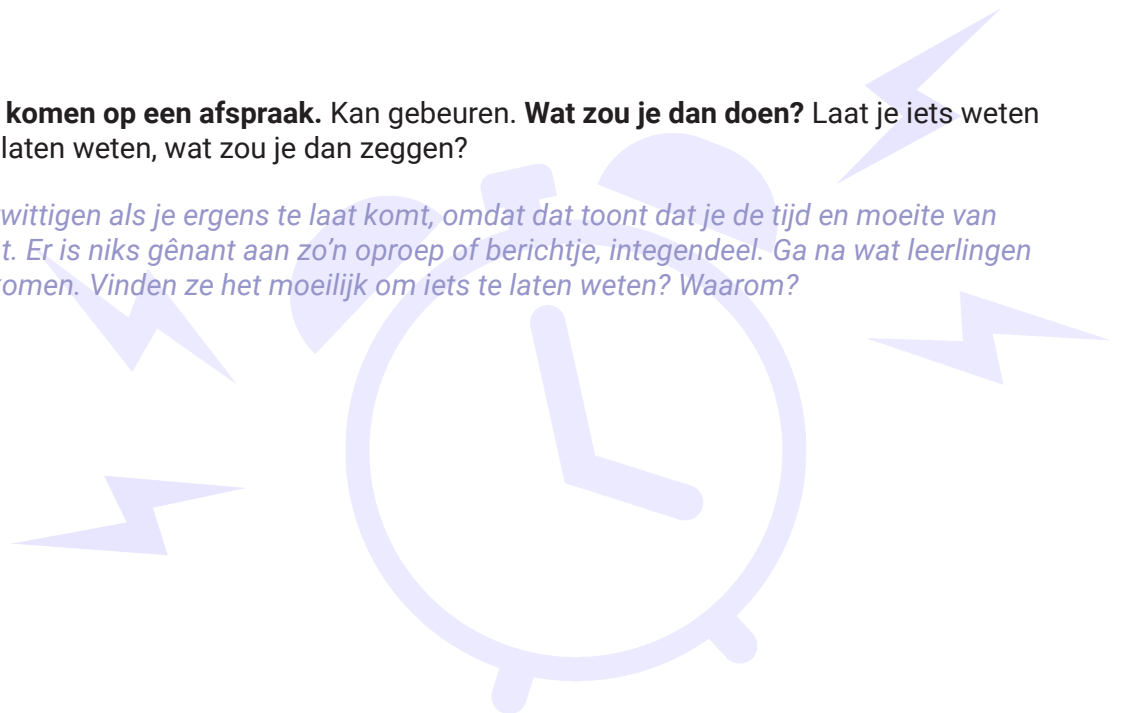 komen op een afspraak. Kan gebeuren. Wat zou je dan doen? Laat je iets weten
laten weten, wat zou je dan zeggen?
wittigen als je ergens te laat komt, omdat dat toont dat je de tijd en moeite van
t. Er is niks gênant aan zo’n oproep of berichtje, integendeel. Ga na wat leerlingen
komen. Vinden ze het moeilijk om iets te laten weten? Waarom?